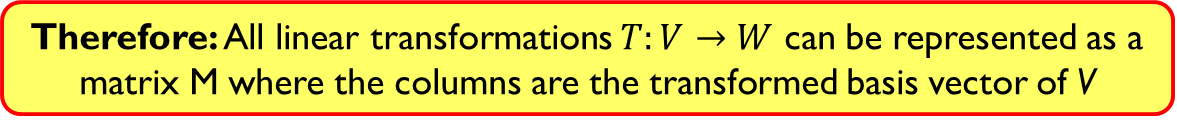 Therefore: All linear transformations T: V → W can be represented as a
matrix M where the columns are the transformed basis vector of V